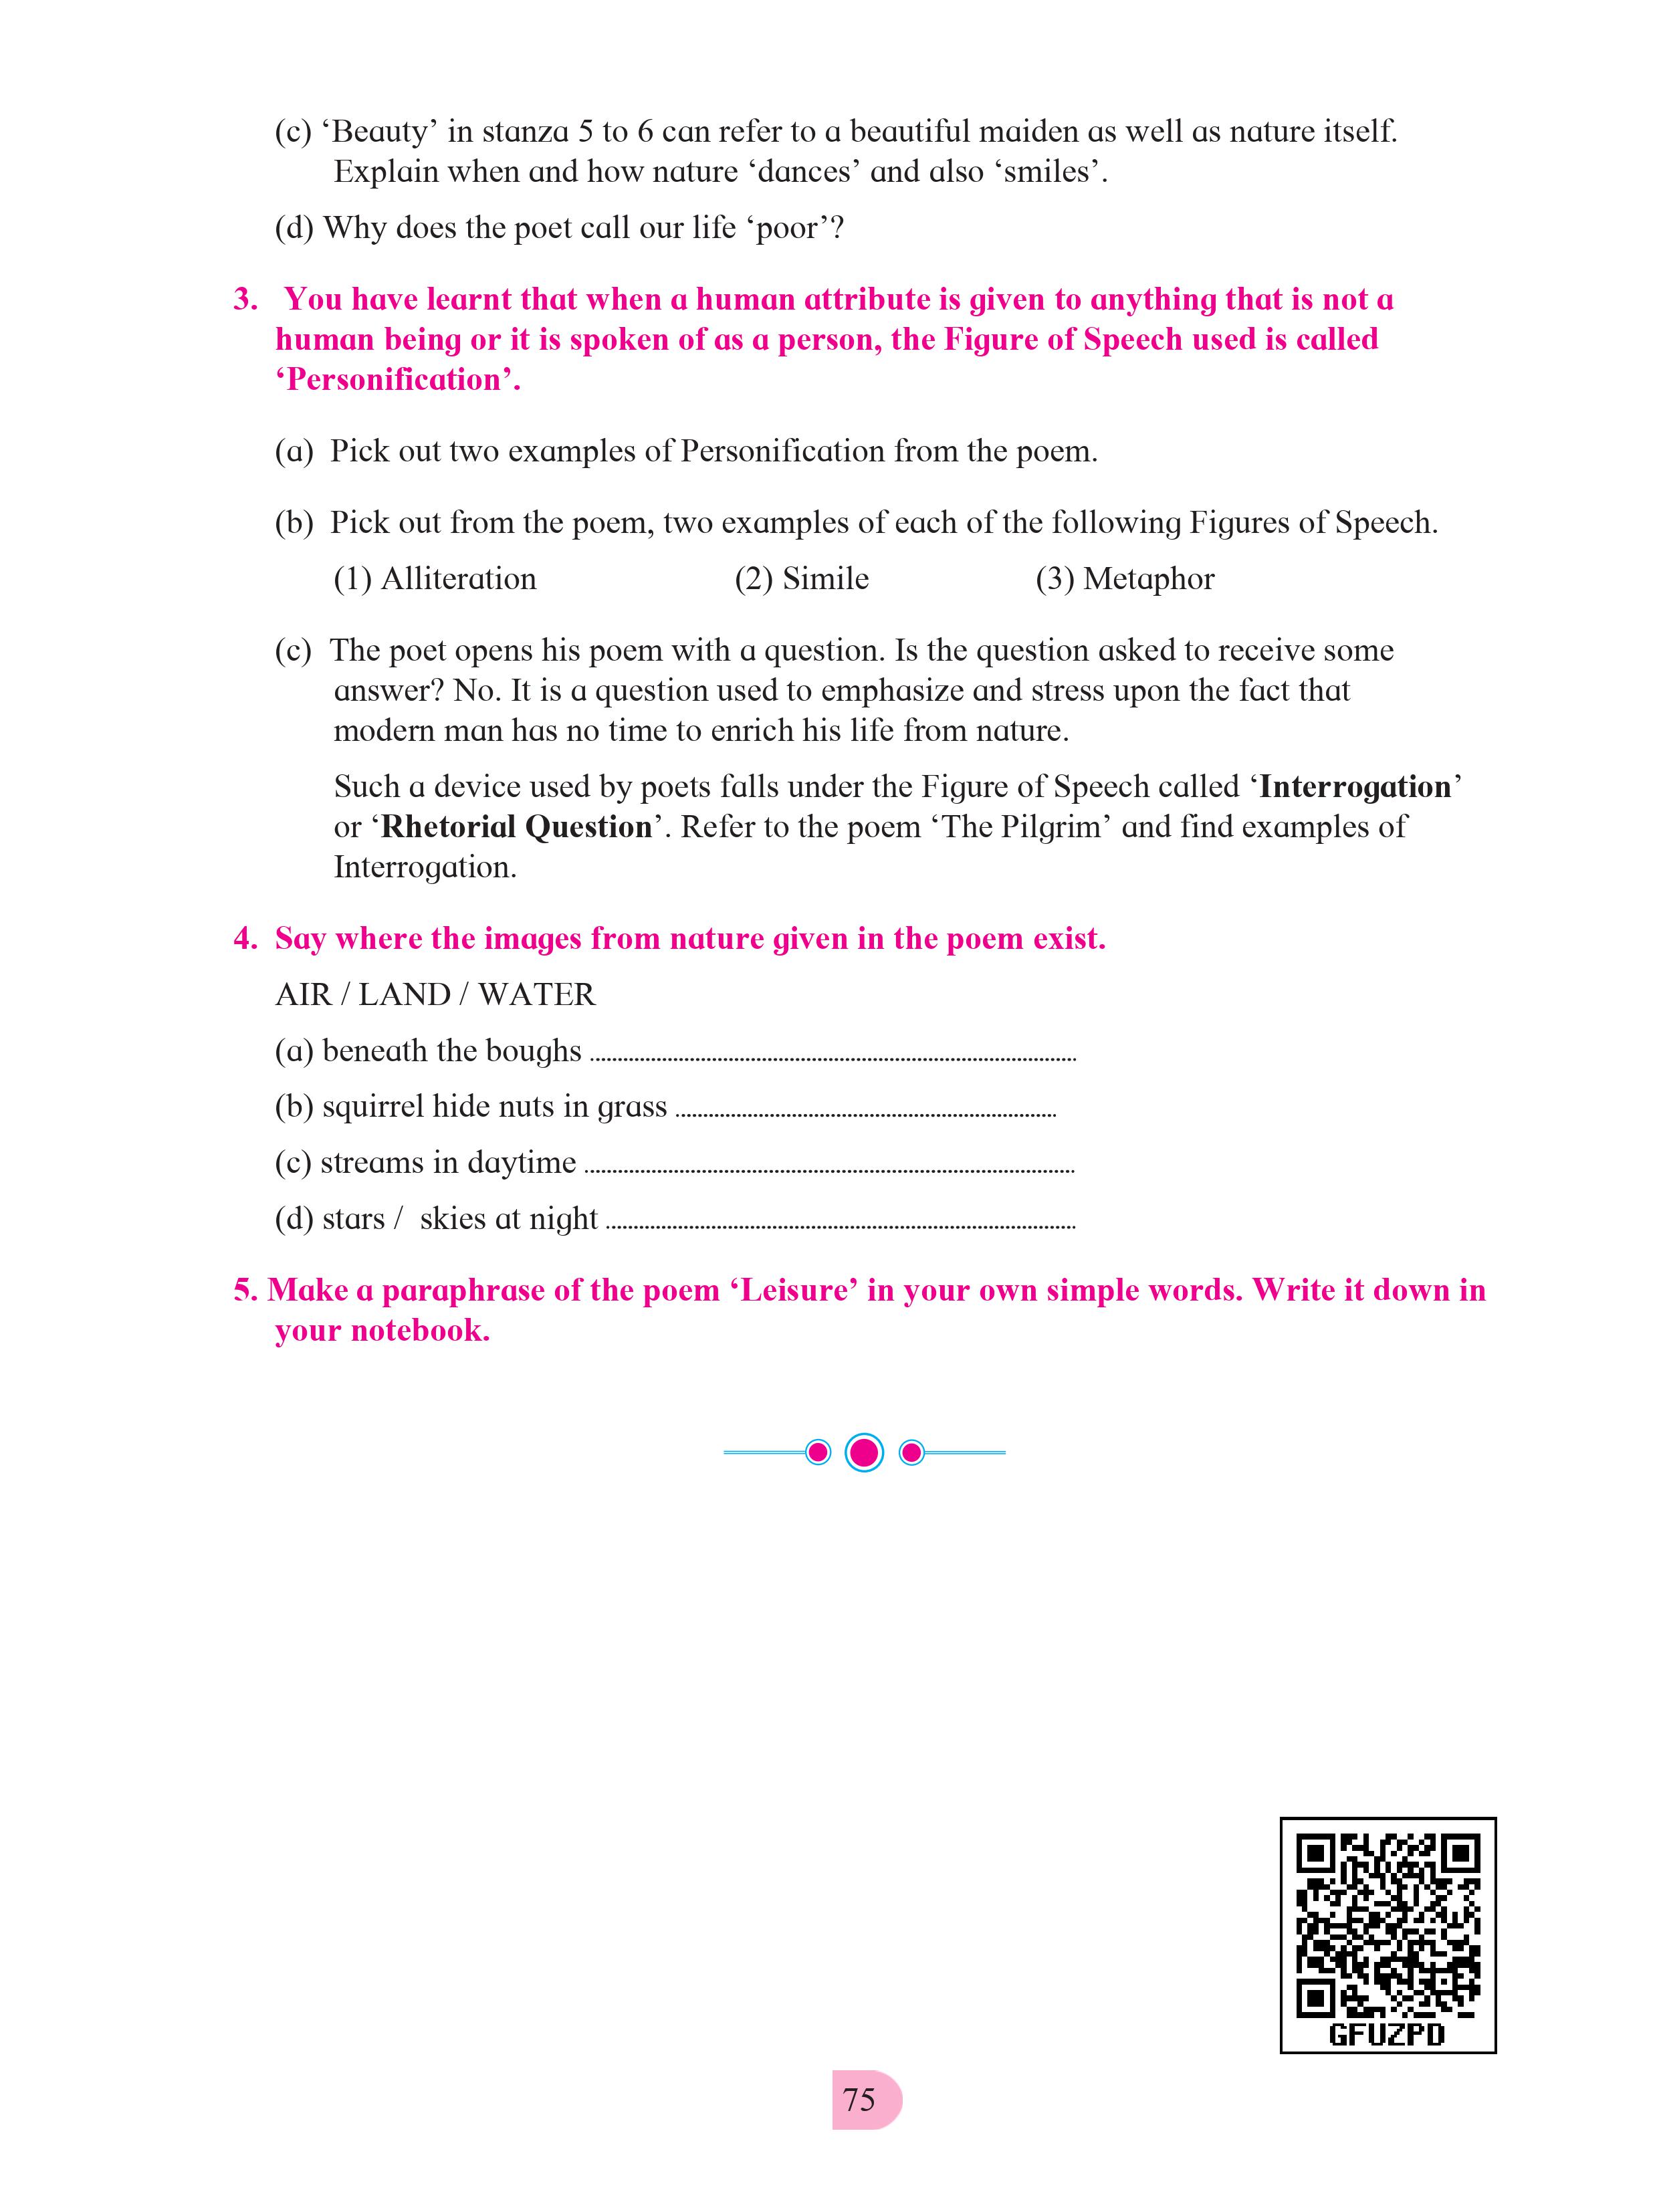 (c) ‘Beauty’ in stanza 5 to 6 can refer to a beautiful maiden as well as nature itself.
Explain when and how nature ‘dances’ and also ‘smiles’.
(d) Why does the poet call our life ‘poor’?
3. You have learnt that when a human attribute is given to anything that is not a
human being or it is spoken of as a person, the Figure of Speech used is called
‘Personification’.
(a) Pick out two examples of Personification from the poem.
(b) Pick out from the poem, two examples of each of the following Figures of Speech.
(1) Alliteration (2) Simile (3) Metaphor
(c) The poet opens his poem with a question. Is the question asked to receive some
answer? No. It is a question used to emphasize and stress upon the fact that
modern man has no time to enrich his life from nature.
Such a device used by poets falls under the Figure of Speech called ‘Interrogation’
or ‘Rhetorial Question’. Refer to the poem ‘The Pilgrim’ and find examples of
Interrogation.
4. Say where the images from nature given in the poem exist.
AIR / LAND / WATER
(a) beneath the boughs ................................................
(b) squirrel hide nuts in grass ................................................
(c) streams in daytime ................................................
(d) stars / skies at night ................................................
5. Make a paraphrase of the poem ‘Leisure’ in your own simple words. Write it down in
your notebook.
GFUZPD
75